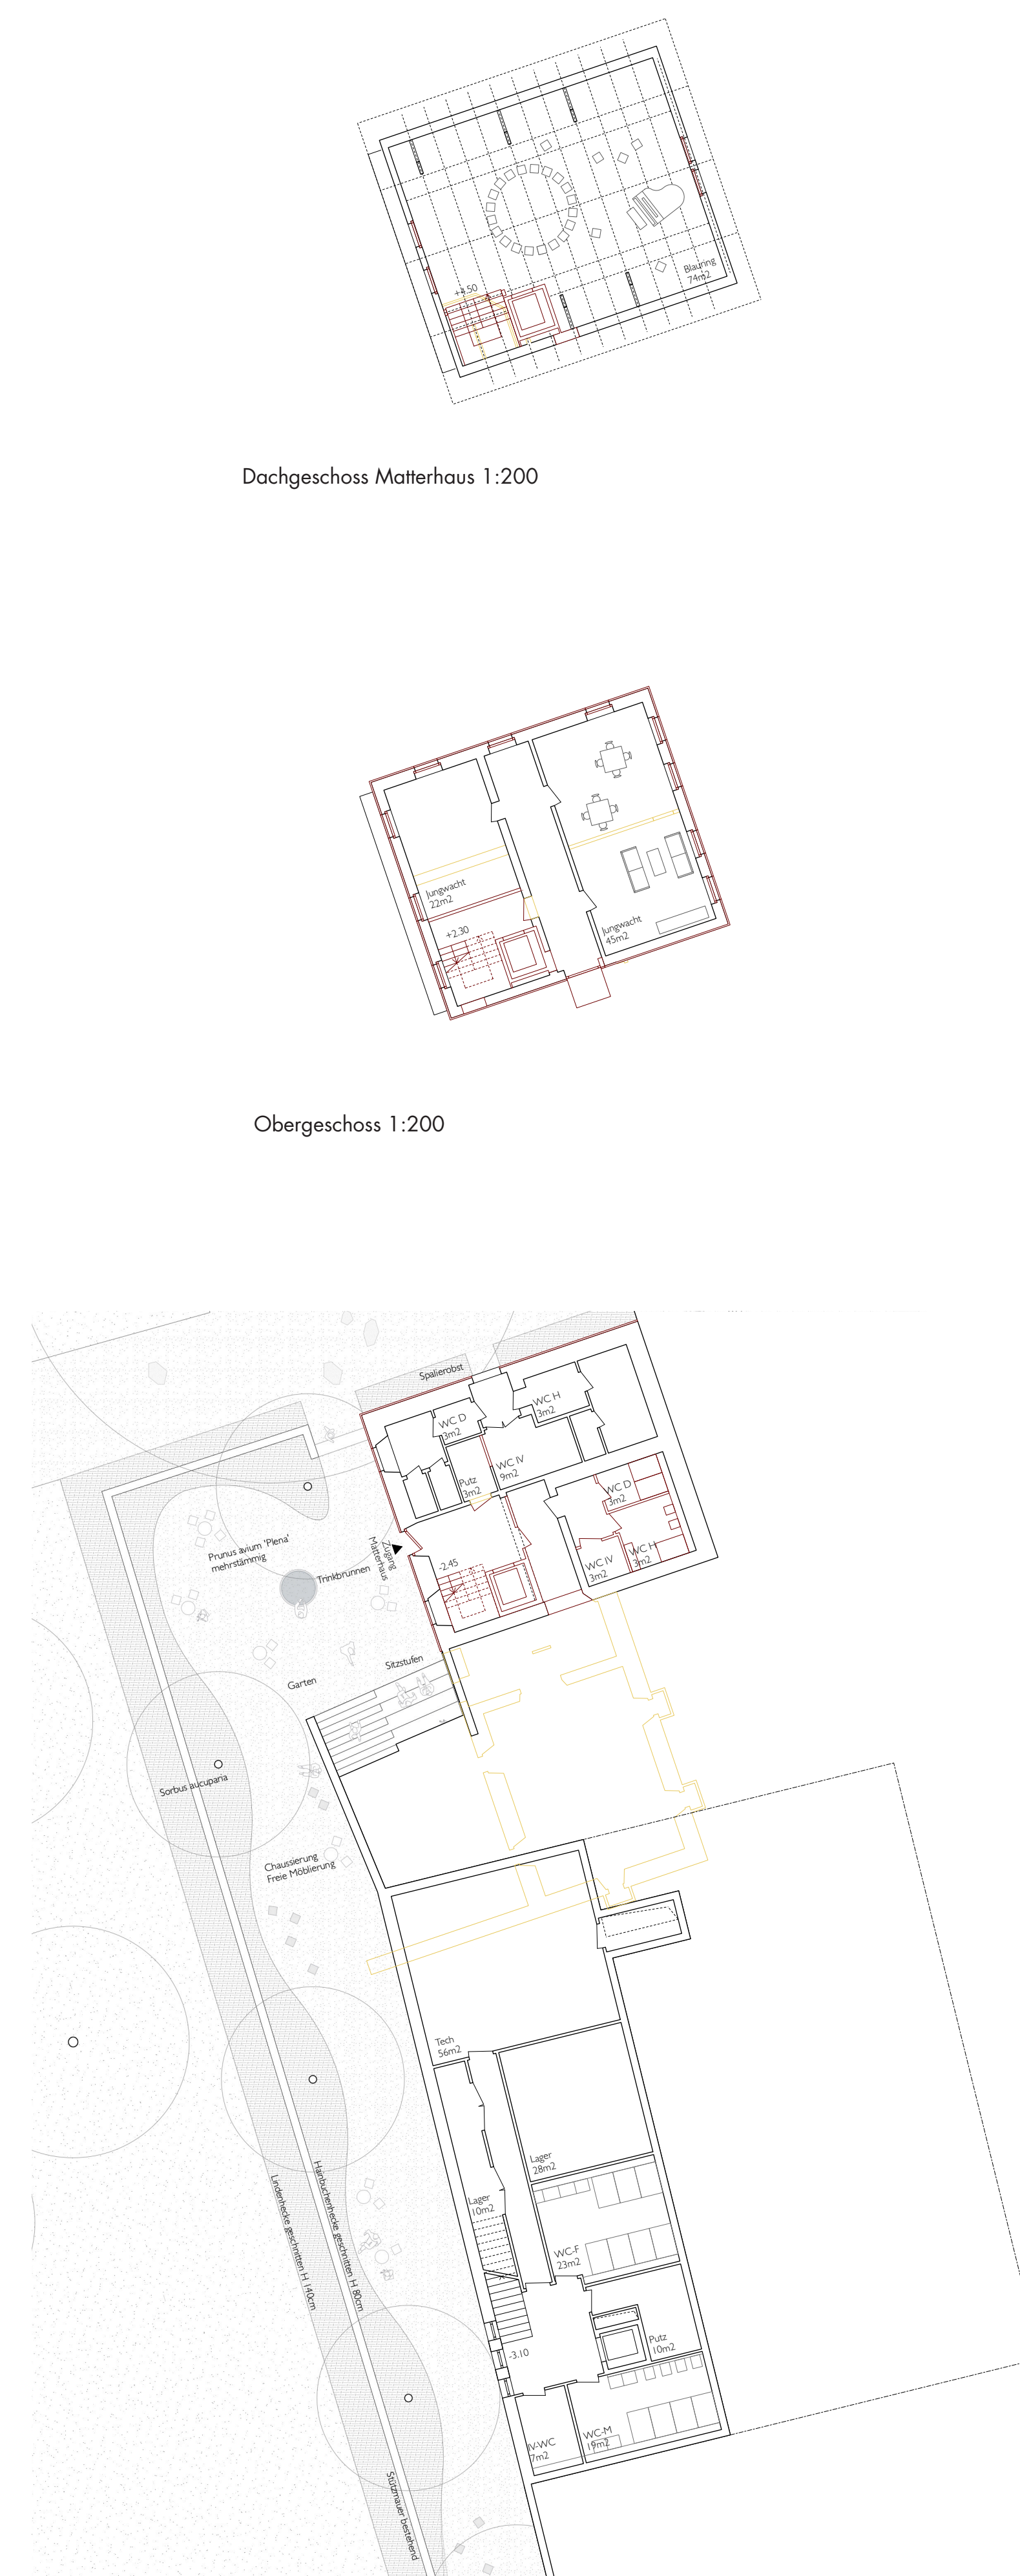 +4.50
Blauring
74m2
Dachgeschoss Matterhaus 1:200
Jungwacht
22m2
+2.30
Jungwacht
45m2
Obergeschoss 1:200
Spalierobst
WC D
3m2
WC H
3m2
WC IV
9m2
Putz
3m2
WC D
3m2
WC H
3m2
WC IV
3m2
Zugang
Matterhaus
-2.45
Prunus avium 'Plena'
mehrstämmig
Trinkbrunnen
Sitzstufen
Garten
Sorbus aucuparia
Chaussierung
Freie Möblierung
Tech
56m2
Lager
28m2
Lager
10m2
WC-F
23m2
Hainbuchenhecke geschnitten H 80cm
Lindenhecke geschnitten H 140cm
Putz
10m2
-3.10
WC-M
19m2
IV-WC
7m2
Stützmauer bestehend